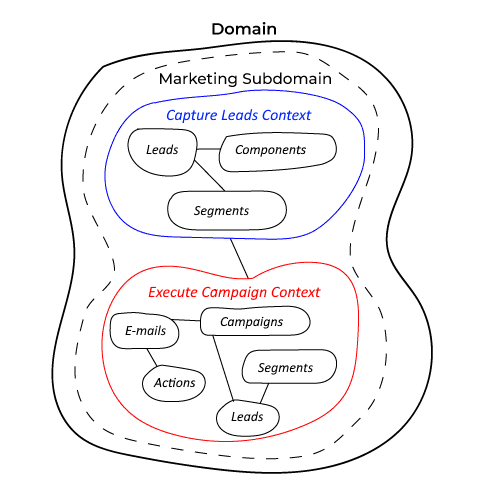 Domain
Marketing Subdomain
Capture Leads Context
Leads
Components
Segments
Execute Campaign Context
E-mails
Campaigns
Segments
Actions
Leads